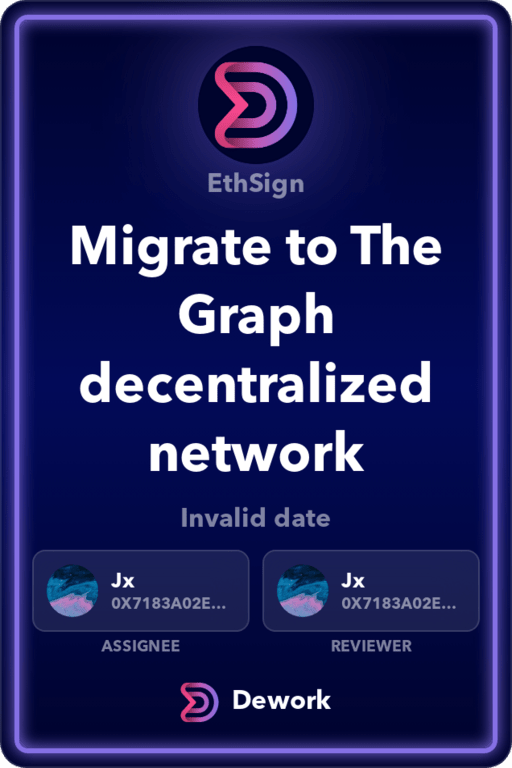 EthSign
Migrate to The
Graph
decentralized
network
Invalid date
Jx
0X7183A02E...
ASSIGNEE
Jx
0X7183A02E...
REVIEWER
Dework